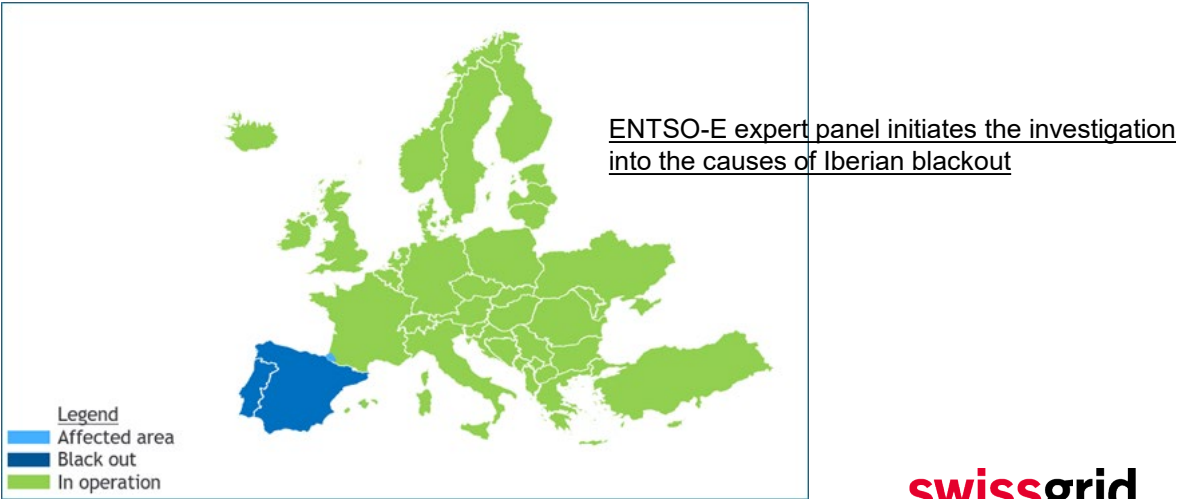 ENTSO-E expert panel initiates the investigation
into the causes of Iberian blackout
Legend
Affected area
Black out
In operation
swissgrid